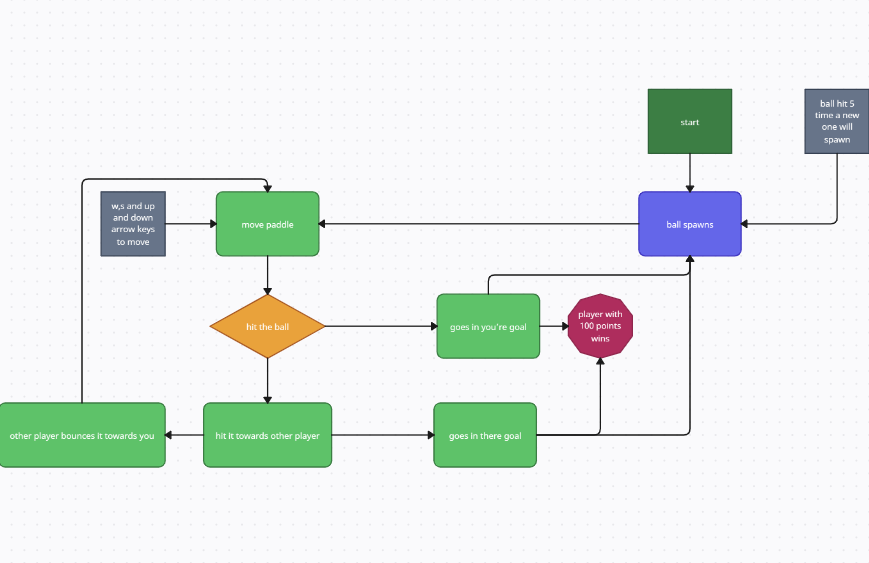 start
ball hit 5
time a new
one will
spawn
w,s and up
and down
arrow keys
to move
move paddle
ball spawns
hit the ball
goes in you're goal
player with
100 points
wins
other player bounces it towards you
hit it towards other player
goes in there goal